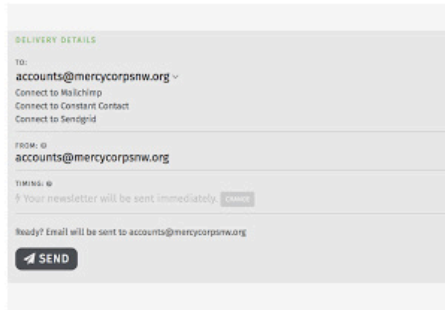 DELIVERY DETAILS
TO:
accounts@mercycorpsnw.org
Connect to Mailchimp
Connect to Constant Contact
Connect to Sendgrid
FROM:
accounts@mercycorpsnw.org
TIMING:
Your newsletter will be sent immediately. CHANGE
Ready? Email will be sent to accounts@mercycorpsnw.org
SEND